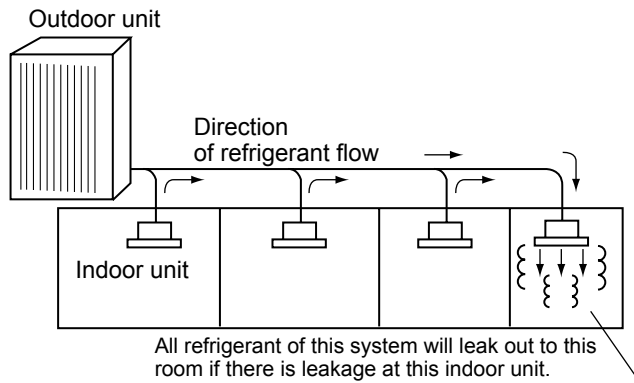 Outdoor unit
Direction
of refrigerant flow
Indoor unit
All refrigerant of this system will leak out to this
room if there is leakage at this indoor unit.